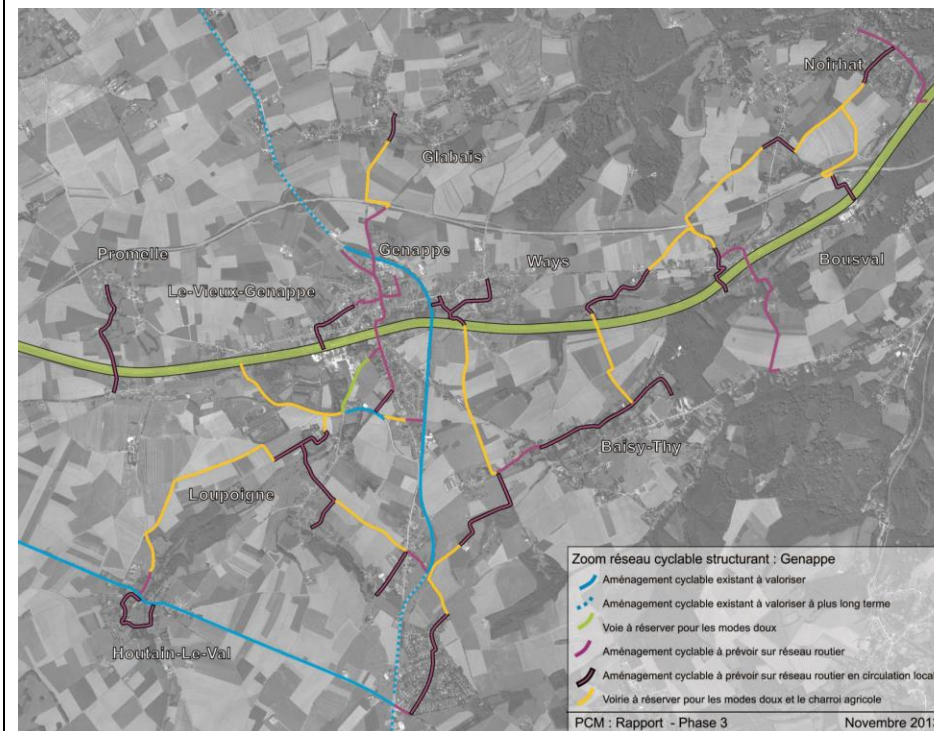 Noirhat
Glabais
Promelle
Genappe
Ways
Le-Vieux-Genappe
Bousval
Baisy-Thy
Loupoigne
Houtain-Le-Val
Zoom réseau cyclable structurant : Genappe
Aménagement cyclable existant à valoriser
Aménagement cyclable existant à valoriser à plus long terme
Voie à réserver pour les modes doux
Aménagement cyclable à prévoir sur réseau routier
Aménagement cyclable à prévoir sur réseau routier en circulation local
Voirie à réserver pour les modes doux et le charroi agricole
PCM : Rapport - Phase 3 Novembre 2013